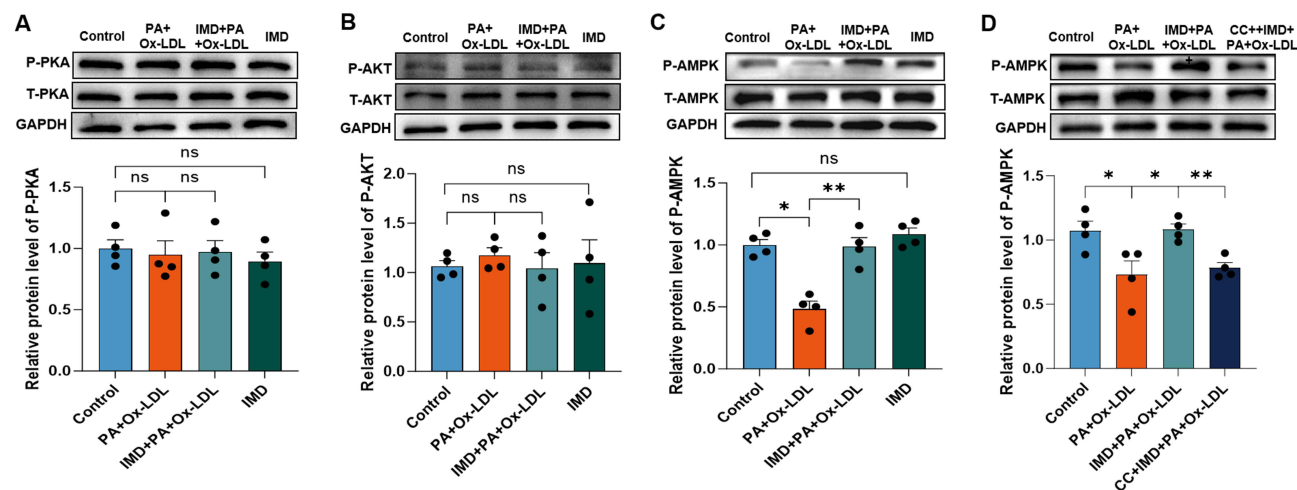 A
Control
PA+
Ox-LDL
IMD+PA
+Ox-LDL
IMD
P-PKA
T-PKA
GAPDH
Relative protein level of P-PKA
1.5
1.0
0.5
0.0
ns
ns
ns
Control
PA+Ox-LDL
IMD+PA+Ox-LDL
IMD
B
Control
PA+
Ox-LDL
IMD+PA
+Ox-LDL
IMD
P-AKT
T-AKT
GAPDH
Relative protein level of P-AKT
2.0
1.5
1.0
0.5
0.0
ns
ns
ns
Control
PA+Ox-LDL
IMD+PA+Ox-LDL
IMD
C
Control
PA+
Ox-LDL
IMD+PA
+Ox-LDL
IMD
P-AMPK
T-AMPK
GAPDH
Relative protein level of P-AMPK
1.5
1.0
0.5
0.0
ns
*
**
Control
PA+Ox-LDL
IMD+PA+Ox-LDL
IMD
D
Control
PA+
Ox-LDL
IMD+PA
+Ox-LDL
+
CC++IMD+
PA+Ox-LDL
P-AMPK
T-AMPK
GAPDH
Relative protein level of P-AMPK
1.5
1.0
0.5
0.0
*
*
**
Control
PA+Ox-LDL
IMD+PA+Ox-LDL
CC+IMD+PA+Ox-LDL